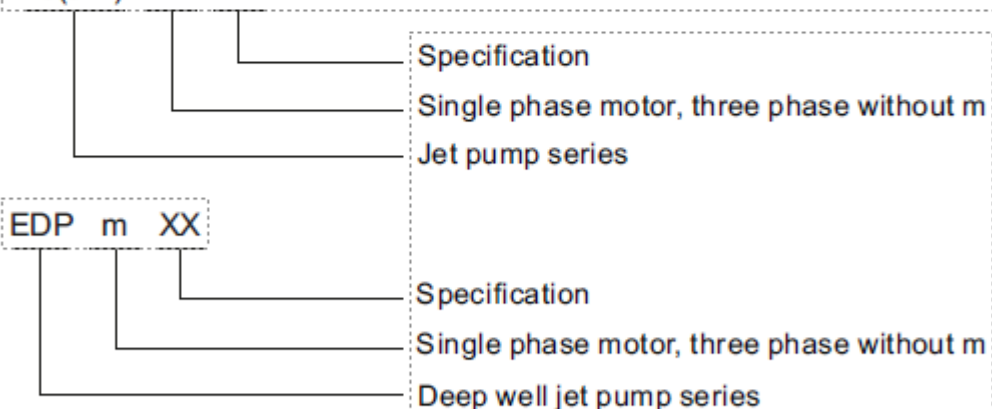 Specification
Single phase motor, three phase without m
Jet pump series
EDP m XX
Specification
Single phase motor, three phase without m
Deep well jet pump series